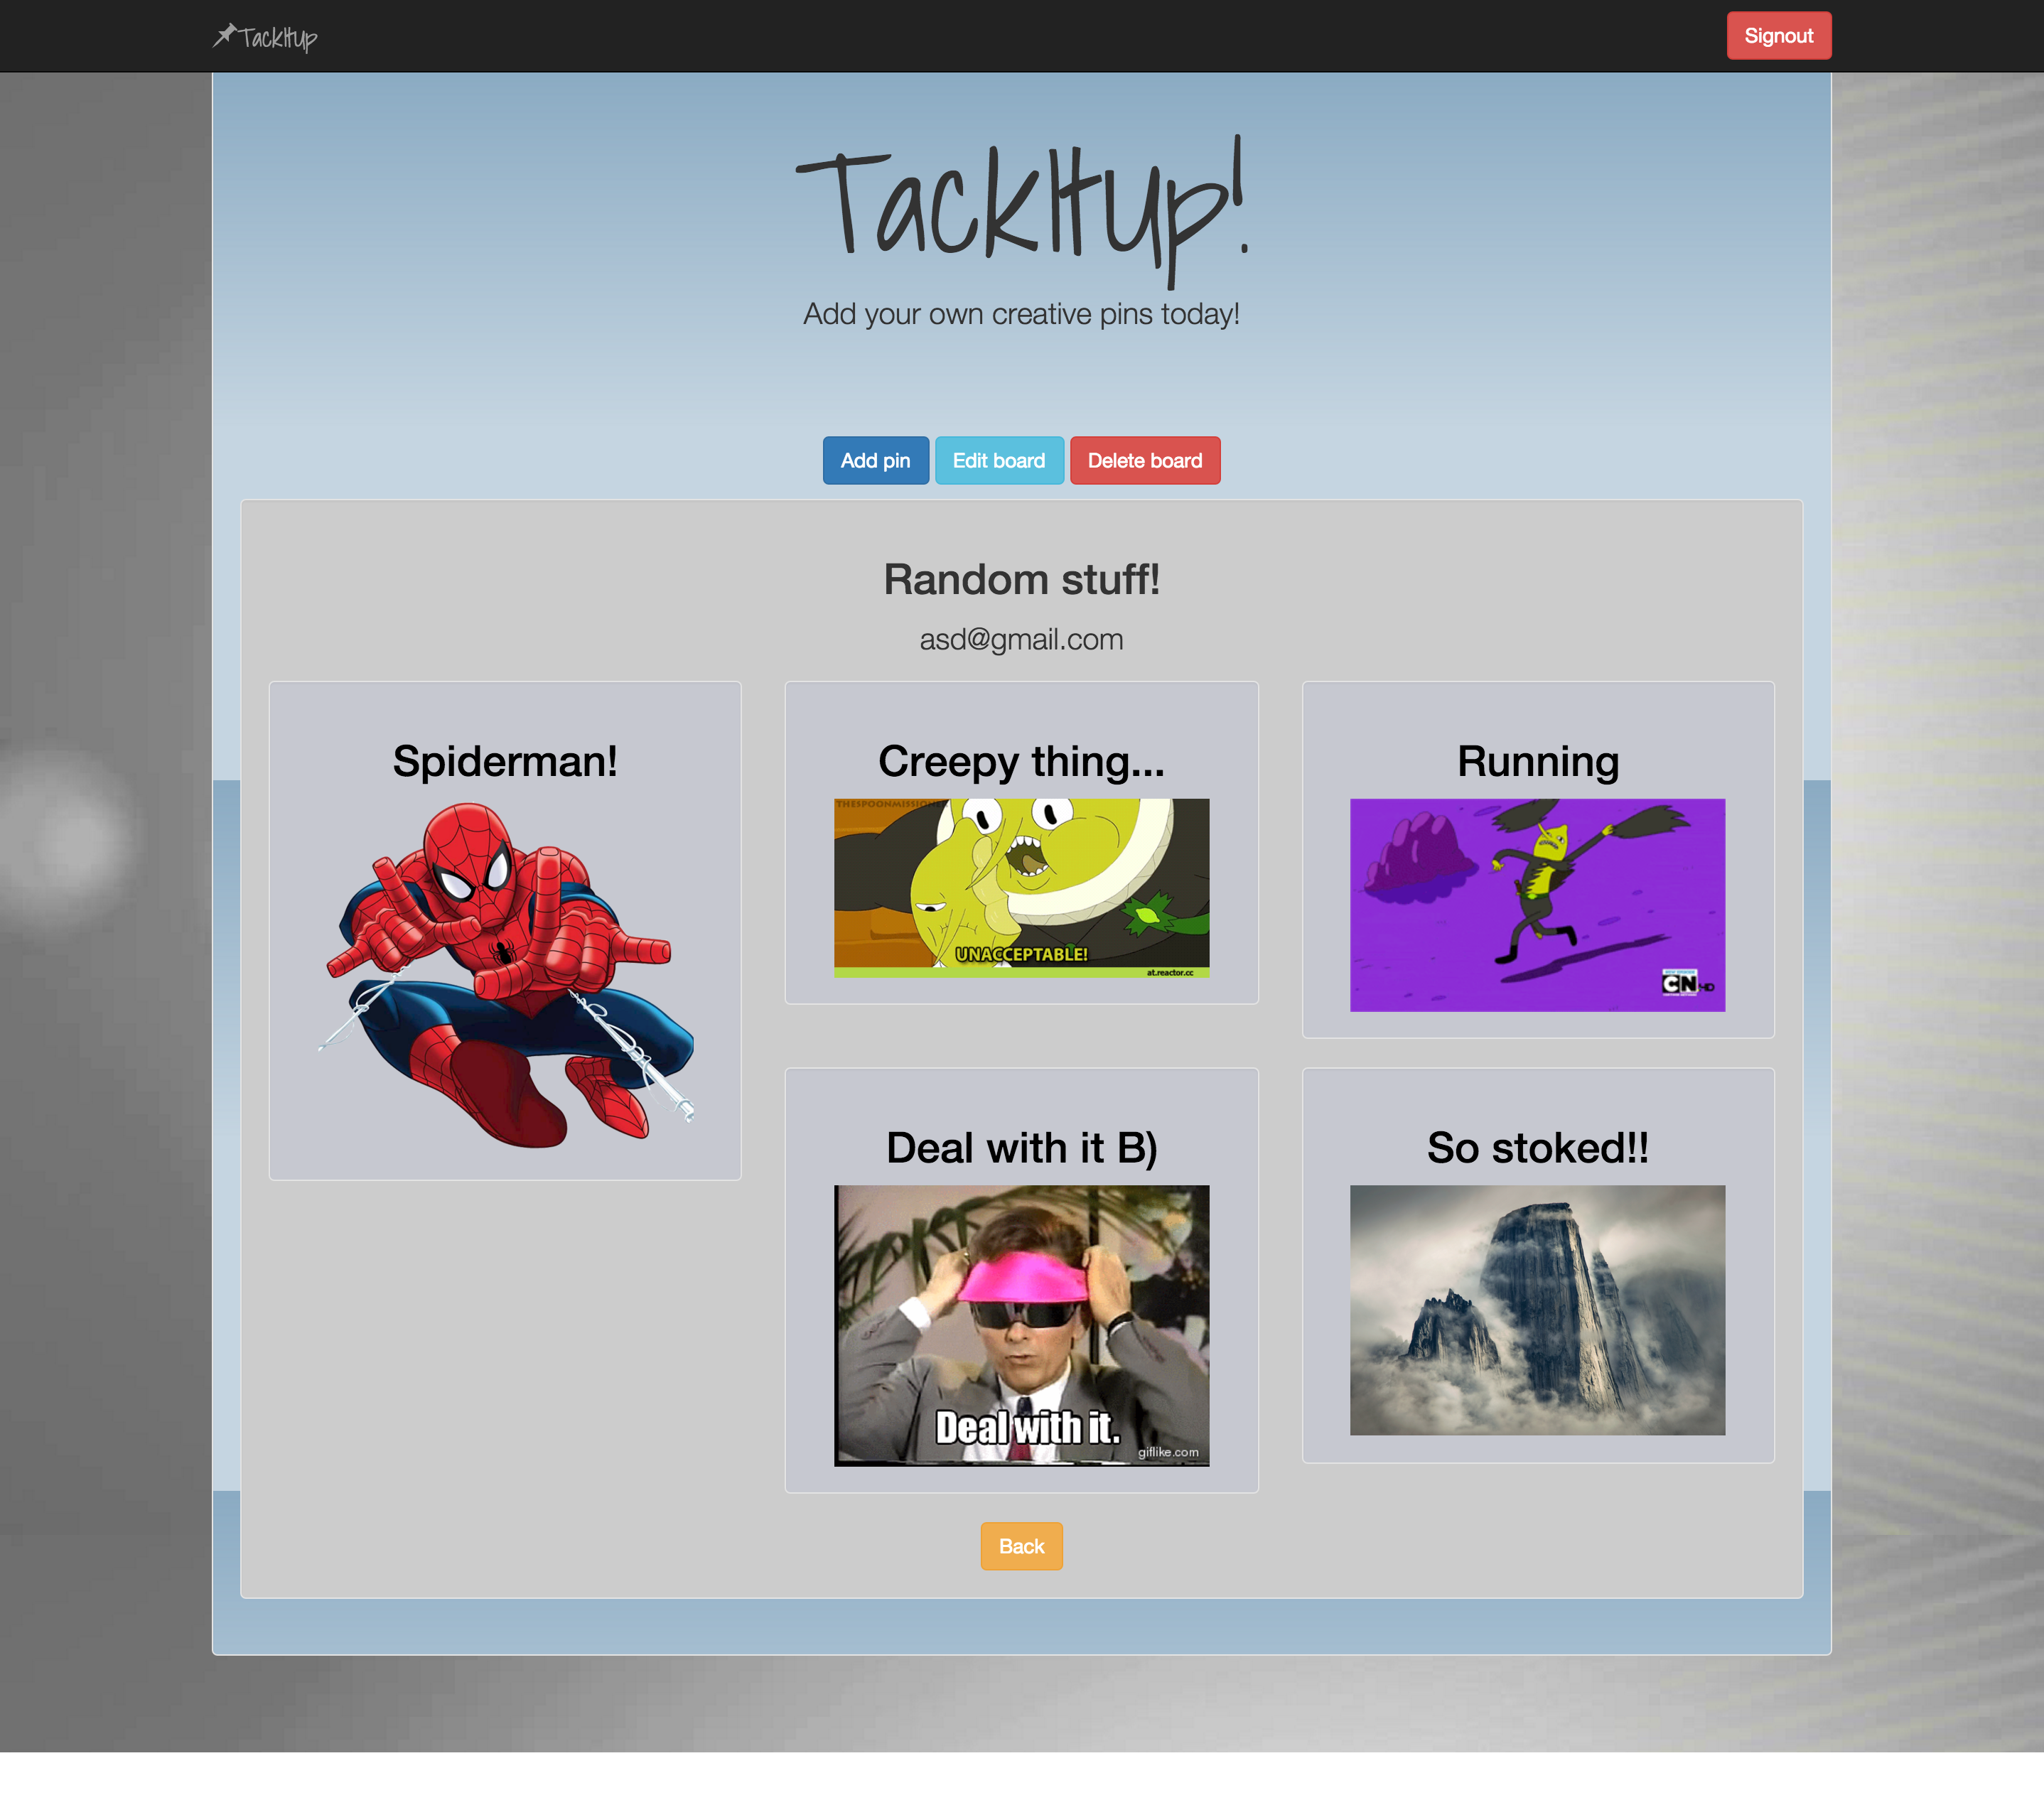 TackItUp
Signout
TackItUp!
Add your own creative pins today!
Add pin
Edit board
Delete board
Random stuff!
asd@gmail.com
Spiderman!
Creepy thing...
Running
THESPOONMISSION
UNACCEPTABLE!
at.reactor.cc
CN HD
Deal with it B)
So stoked!!
Deal with it.
giflike.com
Back